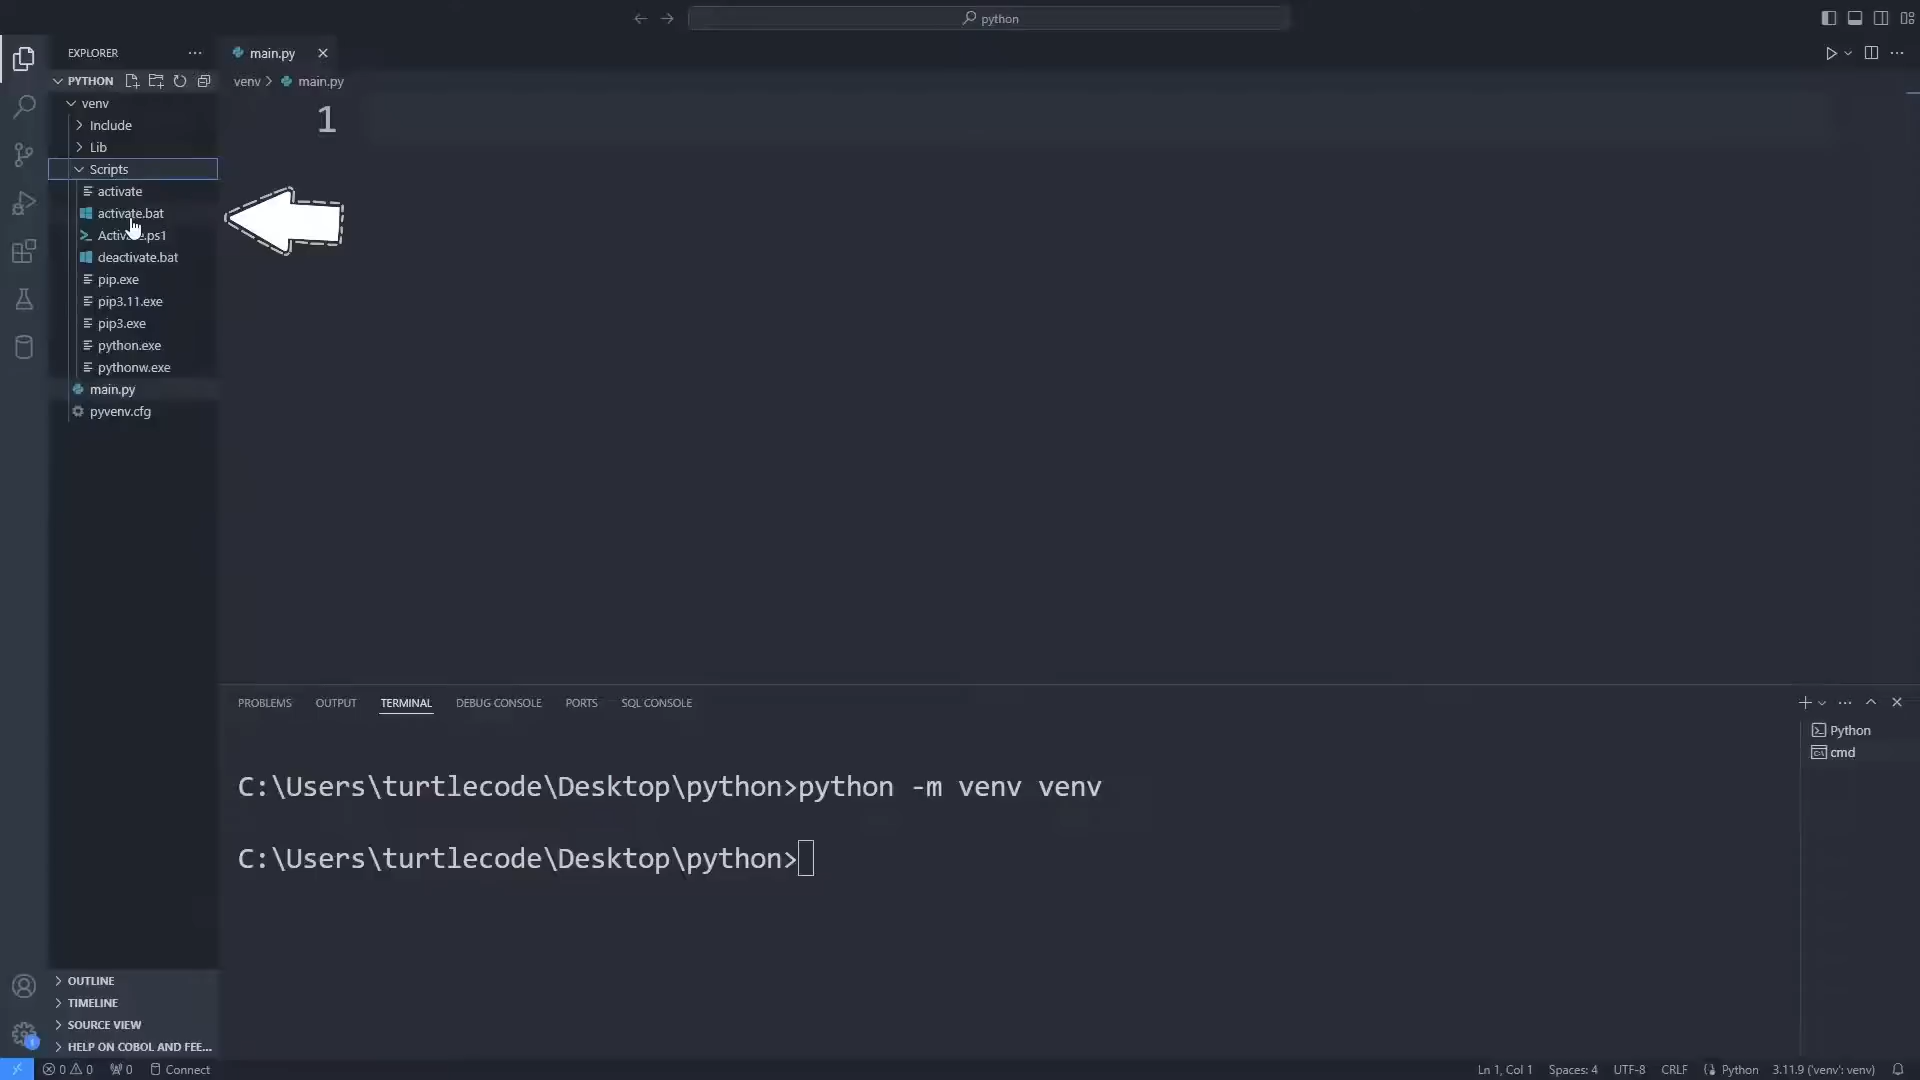 python
EXPLORER
main.py
PYTHON
venv
main.py
venv
Include
Lib
Scripts
activate
activate.bat
Activate.ps1
deactivate.bat
pip.exe
pip3.11.exe
pip3.exe
python.exe
pythonw.exe
main.py
pyvenv.cfg
1
PROBLEMS
OUTPUT
TERMINAL
DEBUG CONSOLE
PORTS
SQL CONSOLE
Python
cmd
C:\Users\turtlecode\Desktop\python>python -m venv venv
C:\Users\turtlecode\Desktop\python>
OUTLINE
TIMELINE
SOURCE VIEW
HELP ON COBOL AND FEE...
0 0 0 Connect
Ln 1, Col 1 Spaces: 4 UTF-8 CRLF Python 3.11.9 ('venv': venv)